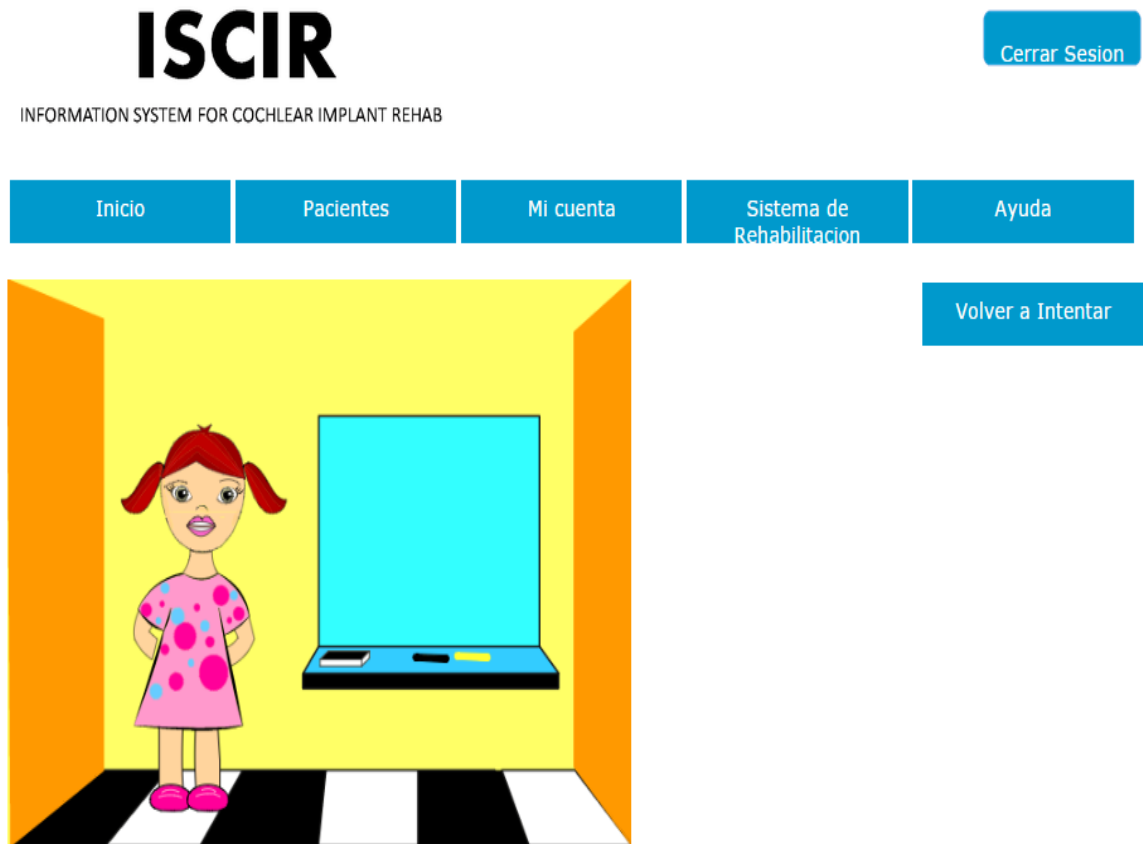 ISCIR
INFORMATION SYSTEM FOR COCHLEAR IMPLANT REHAB
Cerrar Sesion
Inicio
Pacientes
Mi cuenta
Sistema de
Rehabilitacion
Ayuda
Volver a Intentar